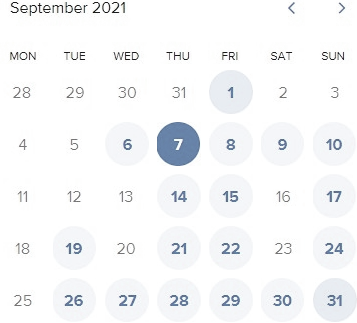 September 2021
MON TUE WED THU FRI SAT SUN
28 29 30 31 1 2 3
4 5 6 7 8 9 10
11 12 13 14 15 16 17
18 19 20 21 22 23 24
25 26 27 28 29 30 31